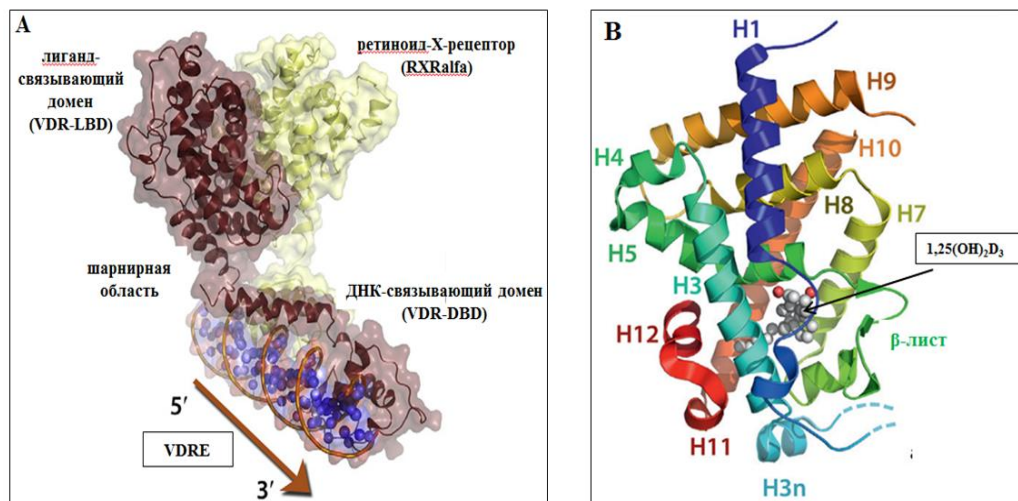 A
лиганд-
связывающий
домен
(VDR-LBD)
ретиноид-X-рецептор
(RXRalfa)
шарнирная
область
ДНК-связывающий домен
(VDR-DBD)
5′
VDRE
3′
B
H1
H9
H4
H10
H8
H7
H5
1,25(OH)₂D₃
H3
H12
β-лист
H11
H3n